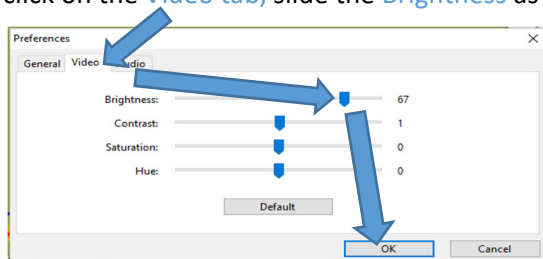 click on the Video tab, slide the Brightness as
Preferences
General Video
Brightness: 67
Contrast: 1
Saturation: 0
Hue: 0
Default
OK Cancel